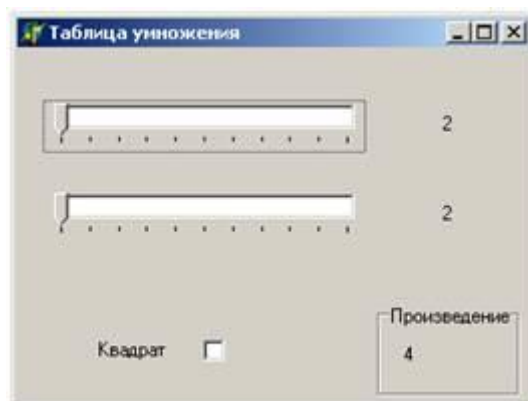 Таблица умножения
2
2
Произведение
Квадрат
4